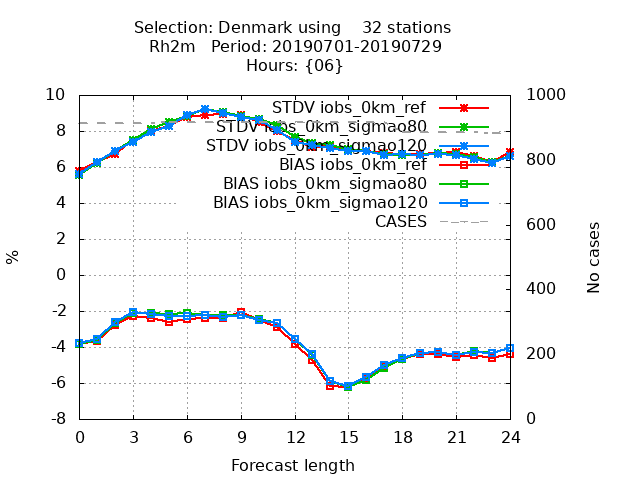 Selection: Denmark using    32 stations
Rh2m   Period: 20190701-20190729
Hours: {06}
10
8
6
4
2
0
-2
-4
-6
-8
%
1000
800
600
400
200
0
No cases
STDV iobs_0km_ref
STDV iobs_0km_sigmao80
STDV iobs_0km_sigmao120
BIAS iobs_0km_ref
BIAS iobs_0km_sigmao80
BIAS iobs_0km_sigmao120
CASES
0 3 6 9 12 15 18 21 24
Forecast length